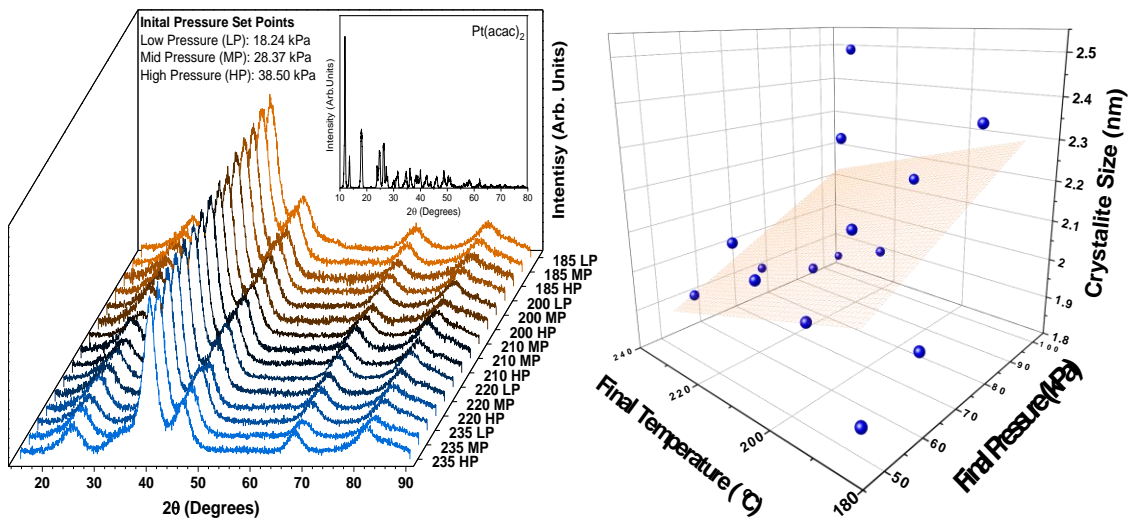 Inital Pressure Set Points
Low Pressure (LP): 18.24 kPa
Mid Pressure (MP): 28.37 kPa
High Pressure (HP): 38.50 kPa
Pt(acac)2
Intensity (Arb.Units)
10 20 30 40 50 60 70 80
2θ (Degrees)
Intentisy (Arb. Units)
185 LP
185 MP
185 HP
200 LP
200 MP
200 HP
210 MP
210 HP
220 LP
220 MP
220 HP
235 LP
235 MP
235 HP
20 30 40 50 60 70 80 90
2θ (Degrees)
2.5
2.4
2.3
2.2
2.1
2
1.9
1.8
Crystalite Size (nm)
240
220
200
180
Final Temperature (°C)
100
90
80
70
60
50
Final Pressure(kPa)